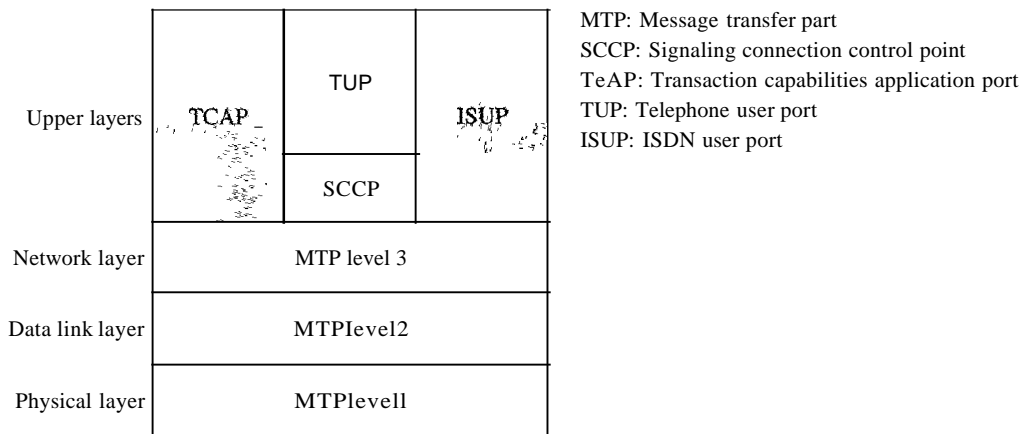 MTP: Message transfer part
SCCP: Signaling connection control point
TeAP: Transaction capabilities application port
TUP: Telephone user port
ISUP: ISDN user port
Upper layers
TCAP
TUP
ISUP
SCCP
Network layer
MTP level 3
Data link layer
MTPIevel2
Physical layer
MTPlevell